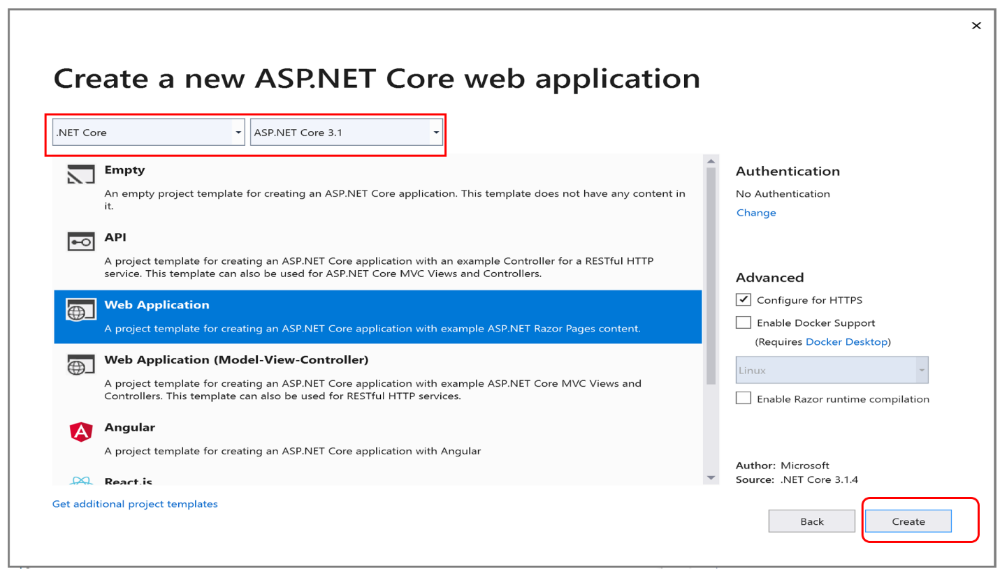 Create a new ASP.NET Core web application
.NET Core
ASP.NET Core 3.1
Empty
An empty project template for creating an ASP.NET Core application. This template does not have any content in
it.
API
A project template for creating an ASP.NET Core application with an example Controller for a RESTful HTTP
service. This template can also be used for ASP.NET Core MVC Views and Controllers.
Web Application
A project template for creating an ASP.NET Core application with example ASP.NET Razor Pages content.
Web Application (Model-View-Controller)
A project template for creating an ASP.NET Core application with example ASP.NET Core MVC Views and
Controllers. This template can also be used for RESTful HTTP services.
Angular
A project template for creating an ASP.NET Core application with Angular
React.js
Get additional project templates
Authentication
No Authentication
Change
Advanced
Configure for HTTPS
Enable Docker Support
(Requires Docker Desktop)
Linux
Enable Razor runtime compilation
Author: Microsoft
Source: .NET Core 3.1.4
Back
Create